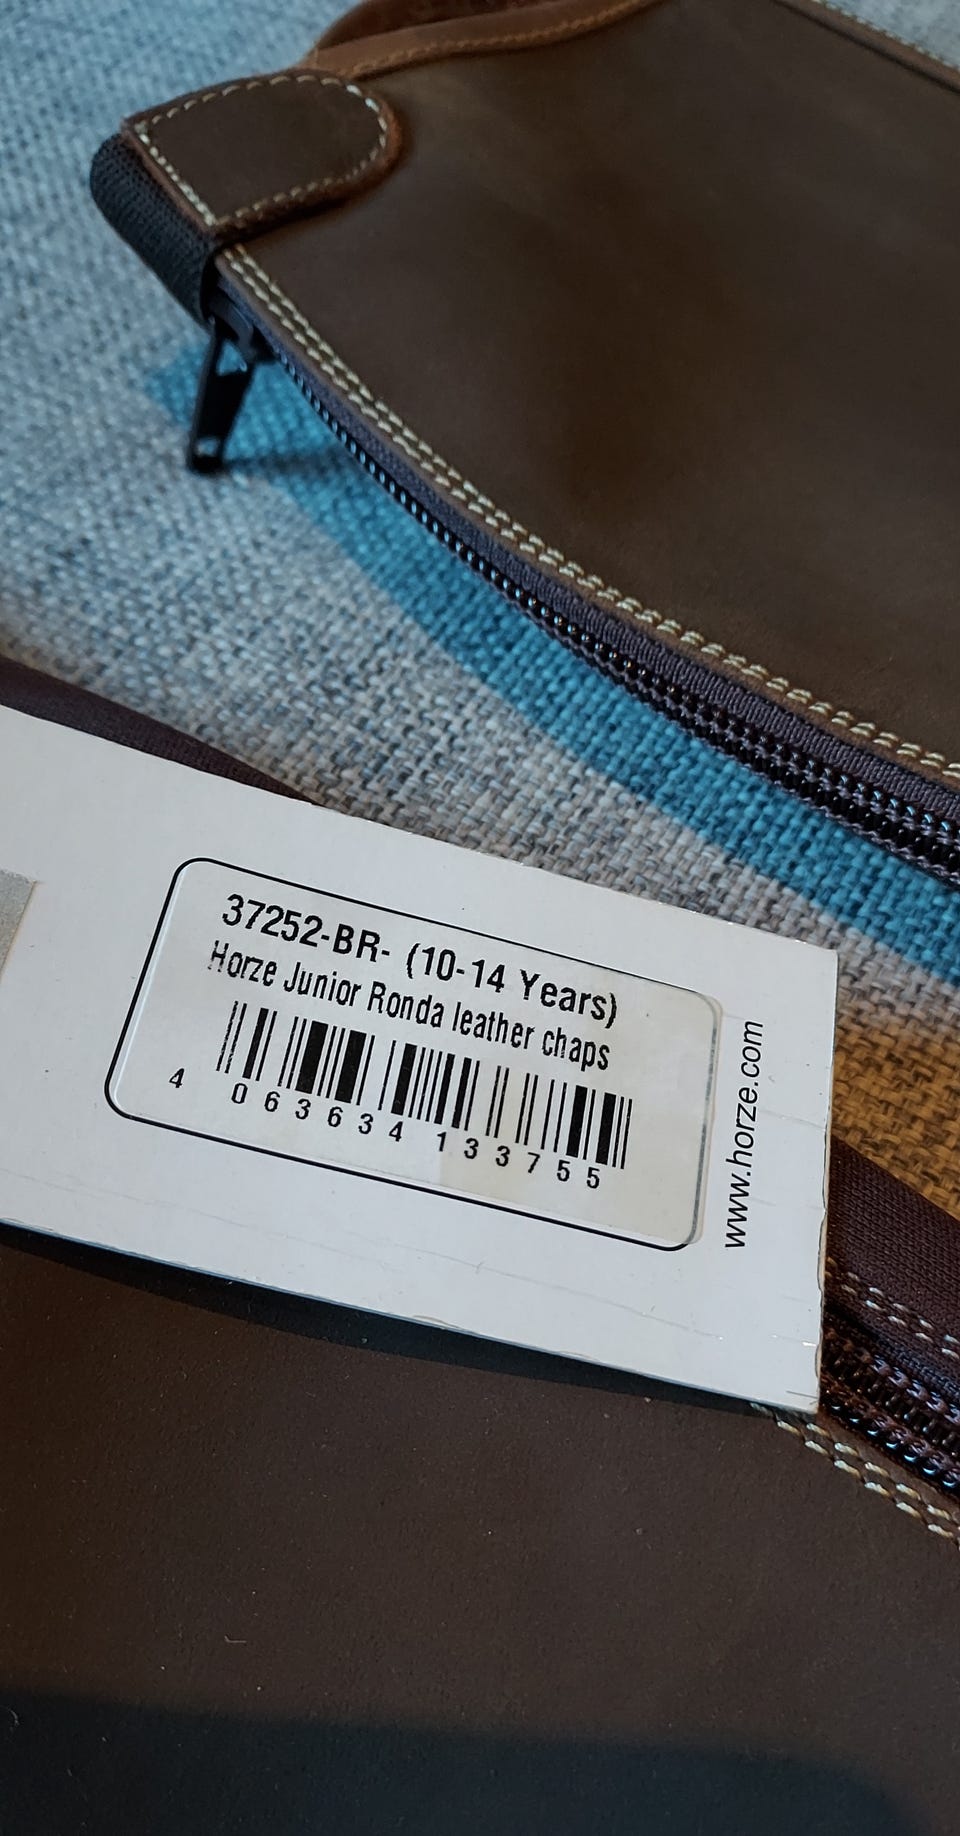 37252-BR- (10-14 Years)
Horze Junior Ronda leather chaps
4 063634 133755
www.horze.com